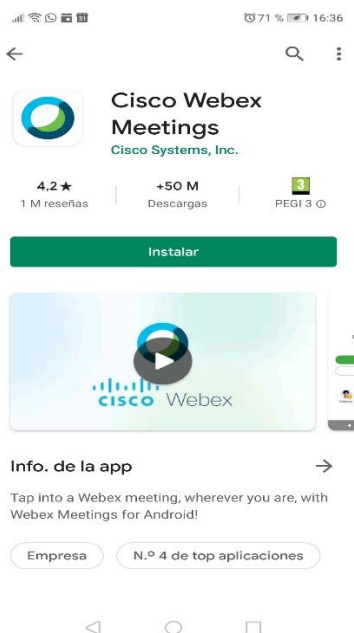 71 % 16:36
Cisco Webex
Meetings
Cisco Systems, Inc.
4,2 ★ +50 M 3
1 M reseñas Descargas PEGI 3
Instalar
CISCO Webex
Info. de la app
Tap into a Webex meeting, wherever you are, with
Webex Meetings for Android!
Empresa N.º 4 de top aplicaciones